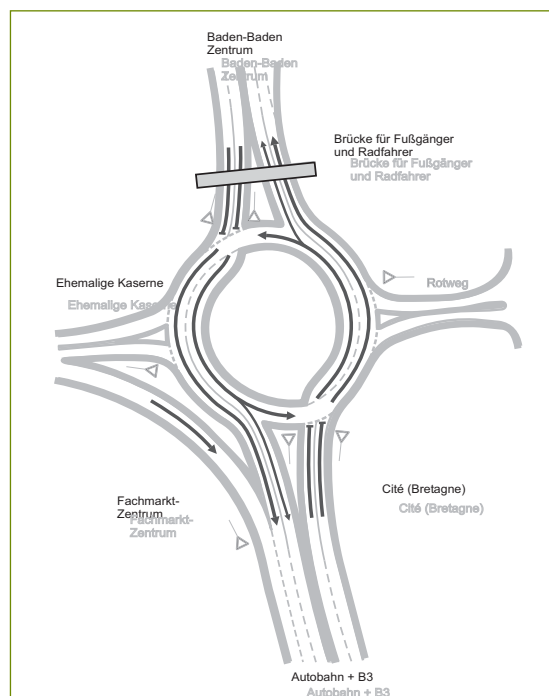 Baden-Baden
Zentrum
Baden-Baden
Zentrum
Brücke für Fußgänger
und Radfahrer
Brücke für Fußgänger
und Radfahrer
Ehemalige Kaserne
Ehemalige Kaserne
Rotweg
Cité (Bretagne)
Cité (Bretagne)
Fachmarkt-
Zentrum
Fachmarkt-
Zentrum
Autobahn + B3
Autobahn + B3